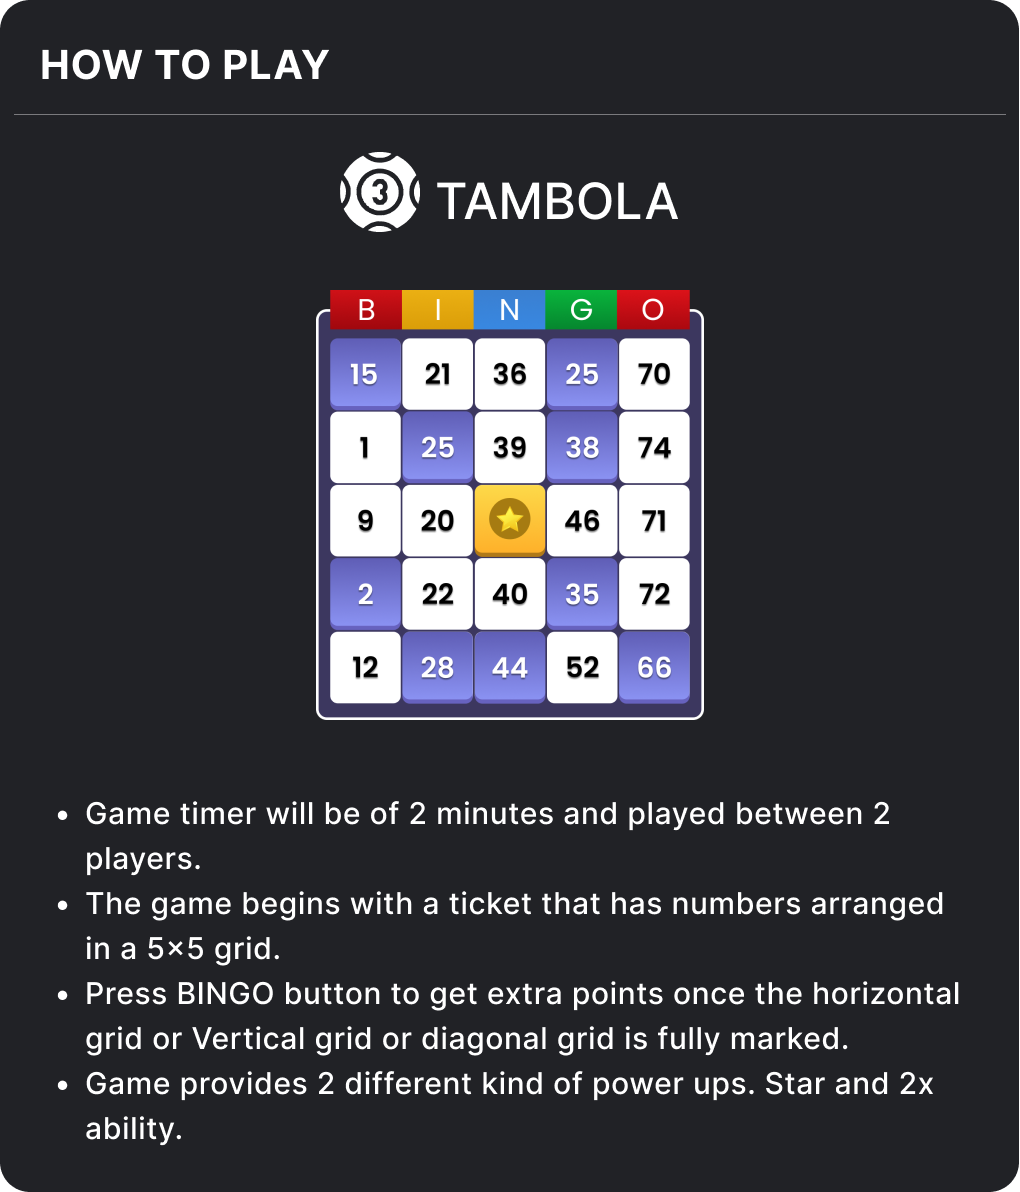 HOW TO PLAY
3 TAMBOLA
B I N G O
15 21 36 25 70
1 25 39 38 74
9 20 46 71
2 22 40 35 72
12 28 44 52 66
• Game timer will be of 2 minutes and played between 2
players.
• The game begins with a ticket that has numbers arranged
in a 5×5 grid.
• Press BINGO button to get extra points once the horizontal
grid or Vertical grid or diagonal grid is fully marked.
• Game provides 2 different kind of power ups. Star and 2x
ability.